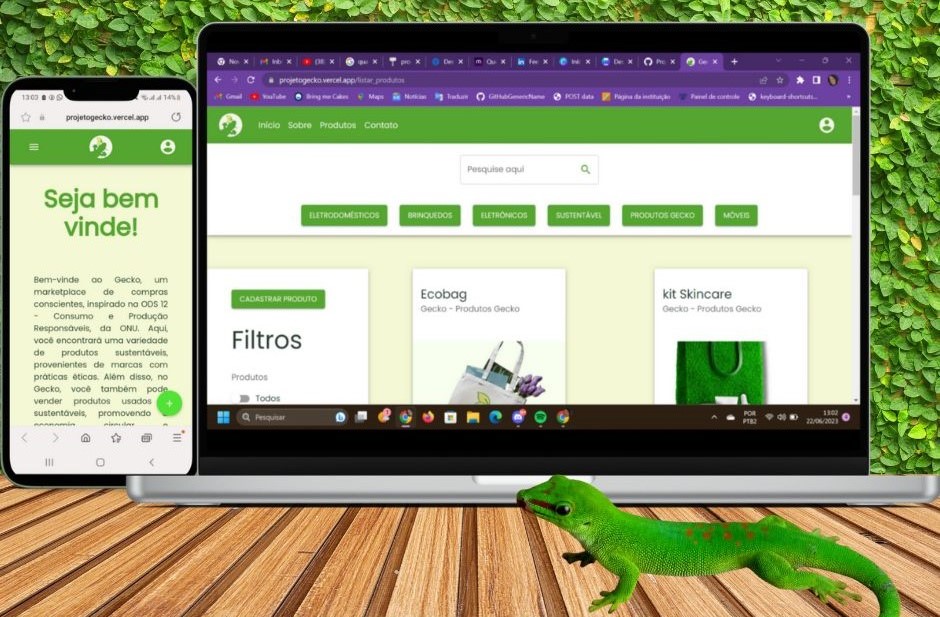 13:03
14%
projetogecko.vercel.app
Seja bem
vinde!
Bem-vinde ao Gecko, um
marketplace de compras
conscientes, inspirado na ODS 12
- Consumo e Produção
Responsáveis, da ONU. Aqui,
você encontrará uma variedade
de produtos sustentáveis,
provenientes de marcas com
práticas éticas. Além disso, no
Gecko, você também pode
vender produtos usados
sustentáveis, promovendo
economia circular
projetogecko.vercel.app/listar_produtos
Gmail YouTube Bring me Cakes Maps Notícias Traduzir GitHubGenericName POST data Página da instituição Painel de controle keyboard-shortcuts...
Início Sobre Produtos Contato
Pesquise aqui
ELETRODOMÉSTICOS BRINQUEDOS ELETRÔNICOS SUSTENTÁVEL PRODUTOS GECKO MÓVEIS
CADASTRAR PRODUTO
Filtros
Produtos
Todos
Ecobag
Gecko - Produtos Gecko
kit Skincare
Gecko - Produtos Gecko
Pesquisar
POR
PTB2
13:02
22/06/2023